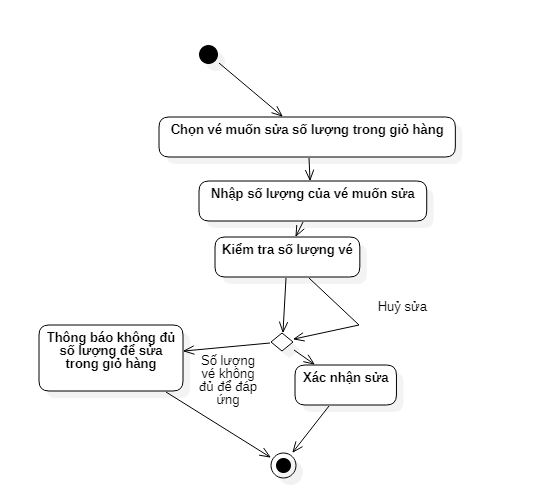 Chọn vé muốn sửa số lượng trong giỏ hàng
Nhập số lượng của vé muốn sửa
Kiểm tra số lượng vé
Huỷ sửa
Thông báo không đủ
số lượng để sửa
trong giỏ hàng
Số lượng
vé không
đủ để đáp
ứng
Xác nhận sửa